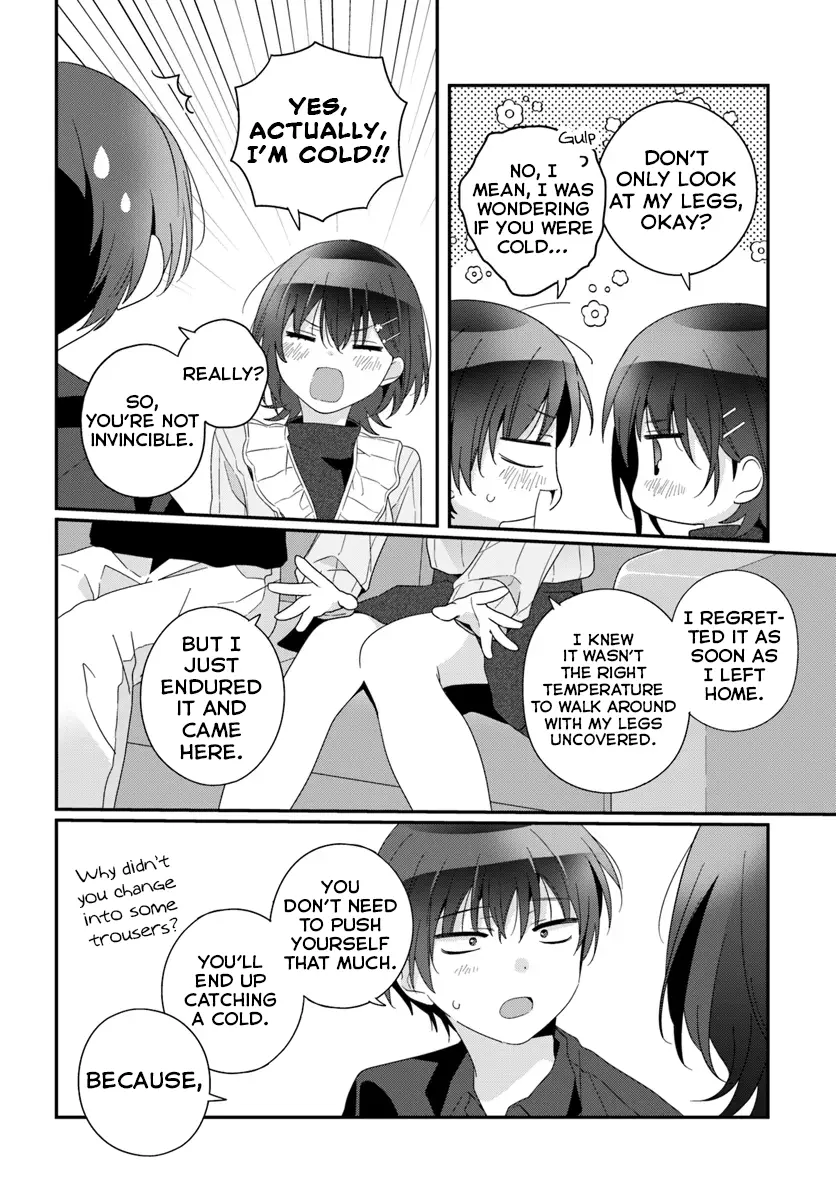 DON'T
ONLY LOOK
AT MY LEGS,
OKAY?
Gulp
NO, I
MEAN, I WAS
WONDERING
IF YOU WERE
COLD...
YES,
ACTUALLY,
I'M COLD!!
REALLY?
SO,
YOU'RE NOT
INVINCIBLE.
I REGRET-
TED IT AS
SOON AS
I LEFT
HOME.
I KNEW
IT WASN'T
THE RIGHT
TEMPERATURE
TO WALK AROUND
WITH MY LEGS
UNCOVERED.
BUT I
JUST
ENDURED
IT AND
CAME
HERE.
YOU
DON'T NEED
TO PUSH
YOURSELF
THAT MUCH.
YOU'LL
END UP
CATCHING
A COLD.
Why didn't
you change
into some
trousers?
BECAUSE,